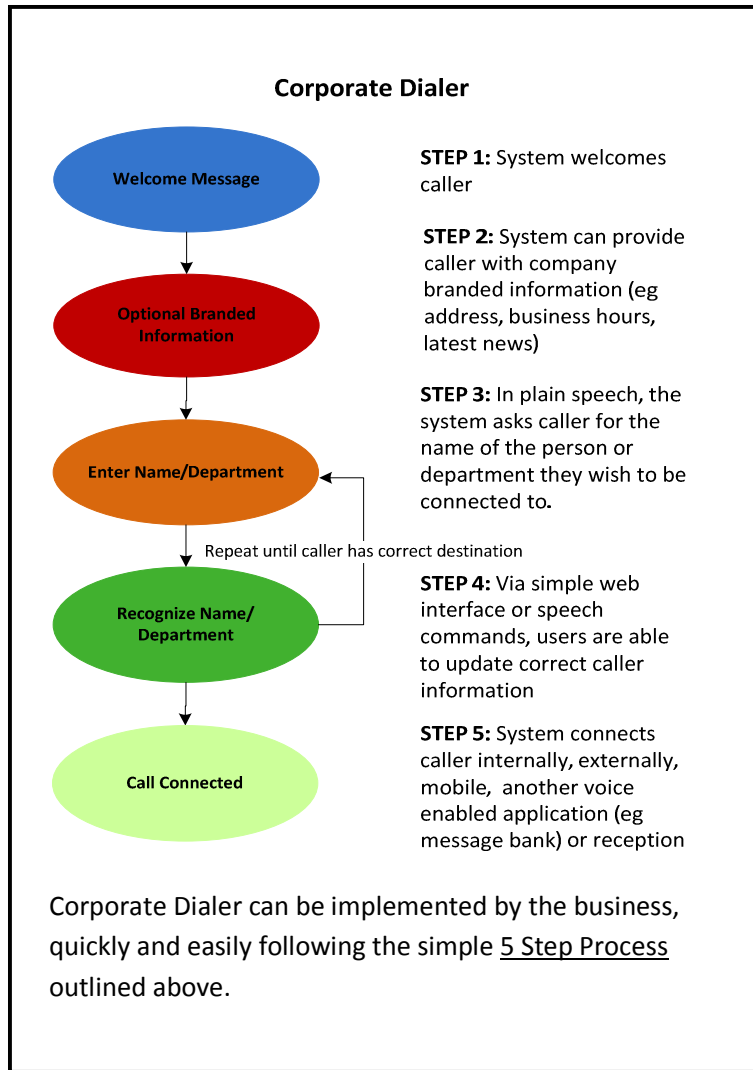 Corporate Dialer
Welcome Message
STEP 1: System welcomes
caller
Optional Branded
Information
STEP 2: System can provide
caller with company
branded information (eg
address, business hours,
latest news)
Enter Name/Department
STEP 3: In plain speech, the
system asks caller for the
name of the person or
department they wish to be
connected to.
Repeat until caller has correct destination
Recognize Name/
Department
STEP 4: Via simple web
interface or speech
commands, users are able
to update correct caller
information
Call Connected
STEP 5: System connects
caller internally, externally,
mobile, another voice
enabled application (eg
message bank) or reception
Corporate Dialer can be implemented by the business,
quickly and easily following the simple 5 Step Process
outlined above.